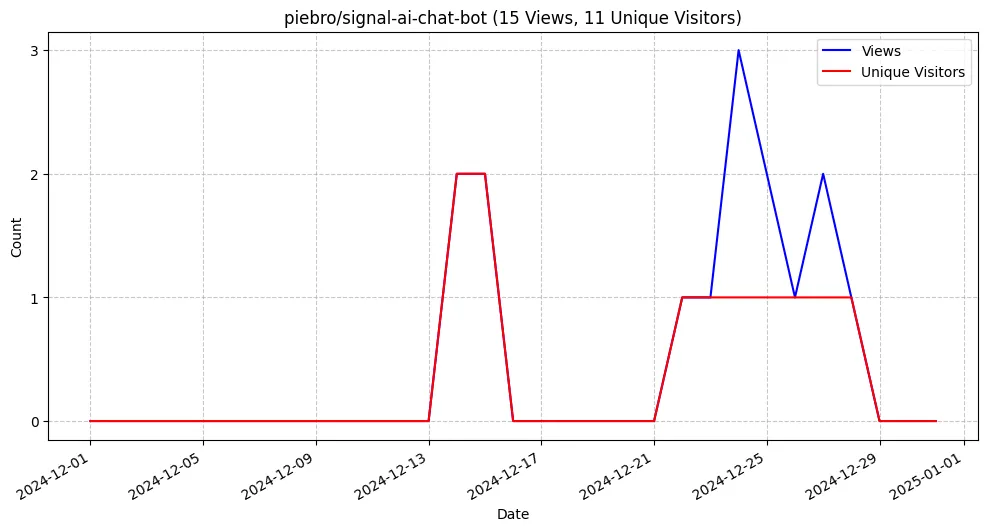 piebro/signal-ai-chat-bot (15 Views, 11 Unique Visitors)
Views
Unique Visitors
Count
3
2
1
0
2024-12-01
2024-12-05
2024-12-09
2024-12-13
2024-12-17
2024-12-21
2024-12-25
2024-12-29
2025-01-01
Date